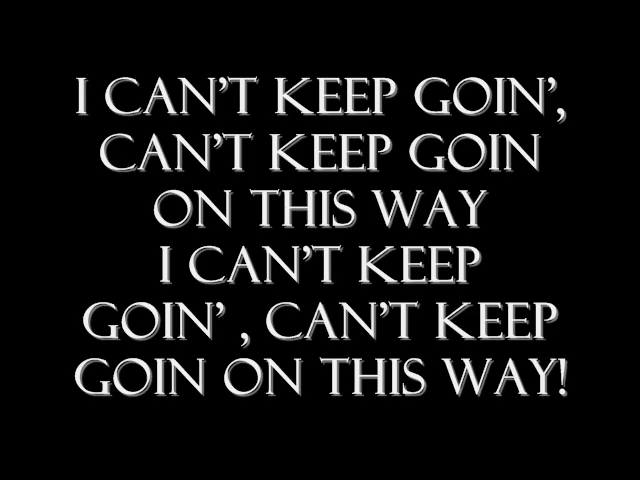 I CAN'T KEEP GOIN',
CAN'T KEEP GOIN
ON THIS WAY
I CAN'T KEEP
GOIN' , CAN'T KEEP
GOIN ON THIS WAY!